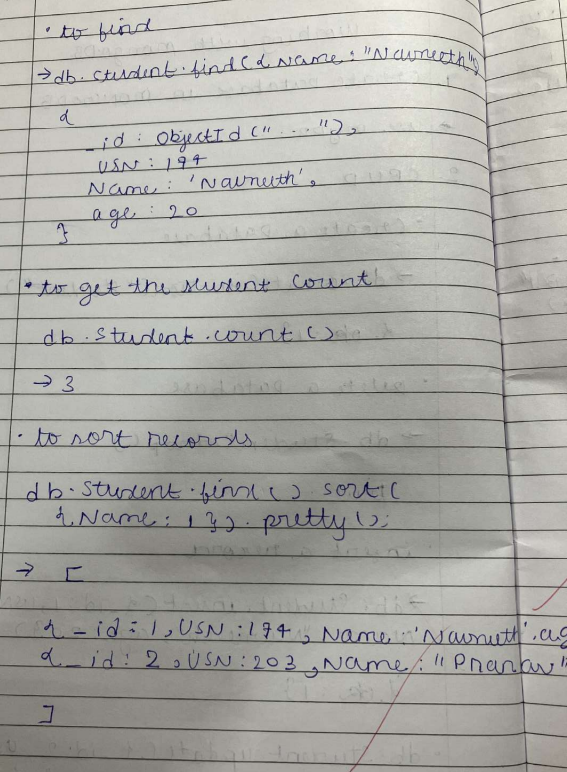 · to find
→ db.student.find({Name: "Navneeth"})
{
_id : ObjectId ("....."),
USN : 194
Name : 'Navneeth',
age : 20
}
• to get the student count
db.student.count()
→ 3
· to sort records
db.student.find() sort(
{Name: 1}). pretty();
→ [
{_id: 1, USN: 194, Name: 'Navneeth'. ag
{_id: 2, USN: 203, Name: "Pranav"
]